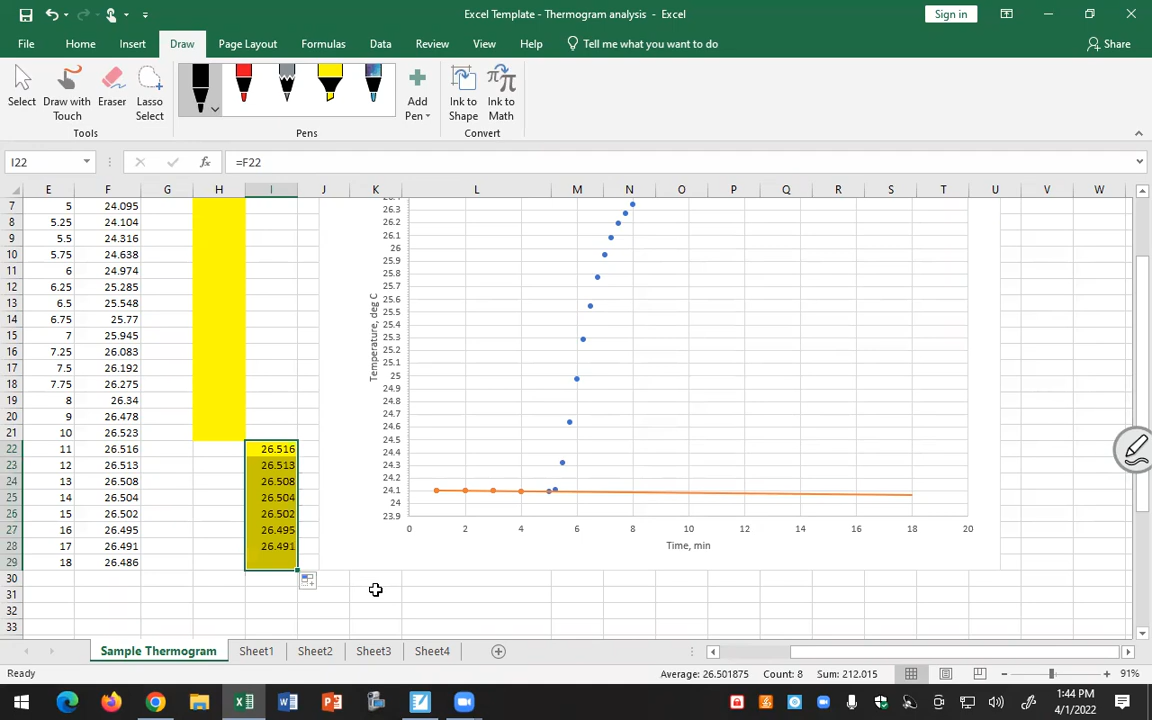 Excel Template - Thermogram analysis - Excel
Sign in
File Home Insert Draw Page Layout Formulas Data Review View Help Tell me what you want to do Share
Select Draw with Touch Eraser Lasso Select Add Pen Ink to Shape Ink to Math
Tools Pens Convert
I22 fx =F22
E F G H I J K L M N O P Q R S T U V W
7 5 24.095
8 5.25 24.104
9 5.5 24.316
10 5.75 24.638
11 6 24.974
12 6.25 25.285
13 6.5 25.548
14 6.75 25.77
15 7 25.945
16 7.25 26.083
17 7.5 26.192
18 7.75 26.275
19 8 26.34
20 9 26.478
21 10 26.523
22 11 26.516 26.516
23 12 26.513 26.513
24 13 26.508 26.508
25 14 26.504 26.504
26 15 26.502 26.502
27 16 26.495 26.495
28 17 26.491 26.491
29 18 26.486
30
31
32
33
26.3
26.2
26.1
26
25.9
25.8
25.7
25.6
25.5
25.4
25.3
25.2
25.1
25
24.9
24.8
24.7
24.6
24.5
24.4
24.3
24.2
24.1
24
23.9
Temperature, deg C
0 2 4 6 8 10 12 14 16 18 20
Time, min
Sample Thermogram Sheet1 Sheet2 Sheet3 Sheet4
Ready Average: 26.501875 Count: 8 Sum: 212.015 91%
1:44 PM
4/1/2022